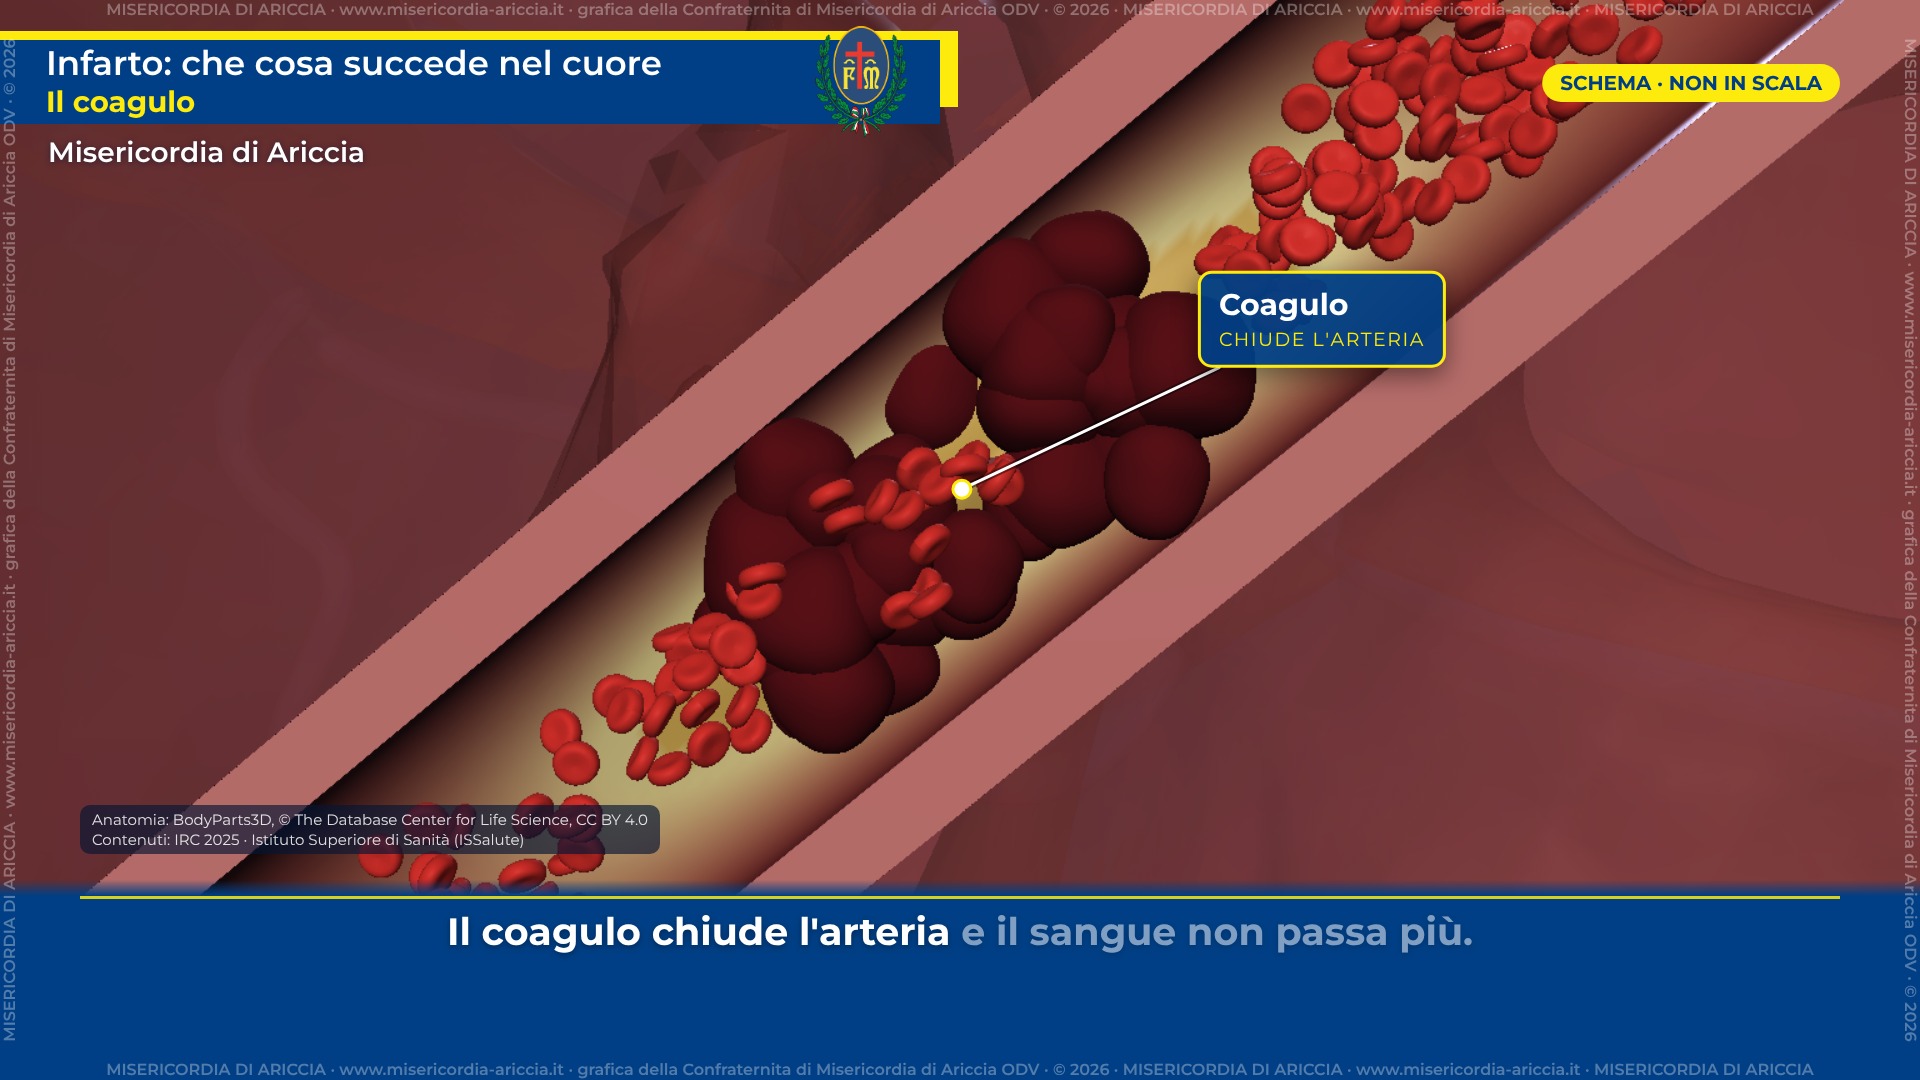 MISERICORDIA DI ARICCIA · www.misericordia-ariccia.it · grafica della Confraternita di Misericordia di Ariccia ODV · © 2026 · MISERICORDIA DI ARICCIA · www.misericordia-ariccia.it · MISERICORDIA DI ARICCIA
Infarto: che cosa succede nel cuore
Il coagulo
Misericordia di Ariccia
F M
SCHEMA · NON IN SCALA
Coagulo
CHIUDE L'ARTERIA
Anatomia: BodyParts3D, © The Database Center for Life Science, CC BY 4.0
Contenuti: IRC 2025 · Istituto Superiore di Sanità (ISSalute)
Il coagulo chiude l'arteria e il sangue non passa più.
MISERICORDIA DI ARICCIA · www.misericordia-ariccia.it · grafica della Confraternita di Misericordia di Ariccia ODV · © 2026
MISERICORDIA DI ARICCIA · www.misericordia-ariccia.it · grafica della Confraternita di Misericordia di Ariccia ODV · © 2026
MISERICORDIA DI ARICCIA · www.misericordia-ariccia.it · grafica della Confraternita di Misericordia di Ariccia ODV · © 2026 · MISERICORDIA DI ARICCIA · www.misericordia-ariccia.it · MISERICORDIA DI ARICCIA